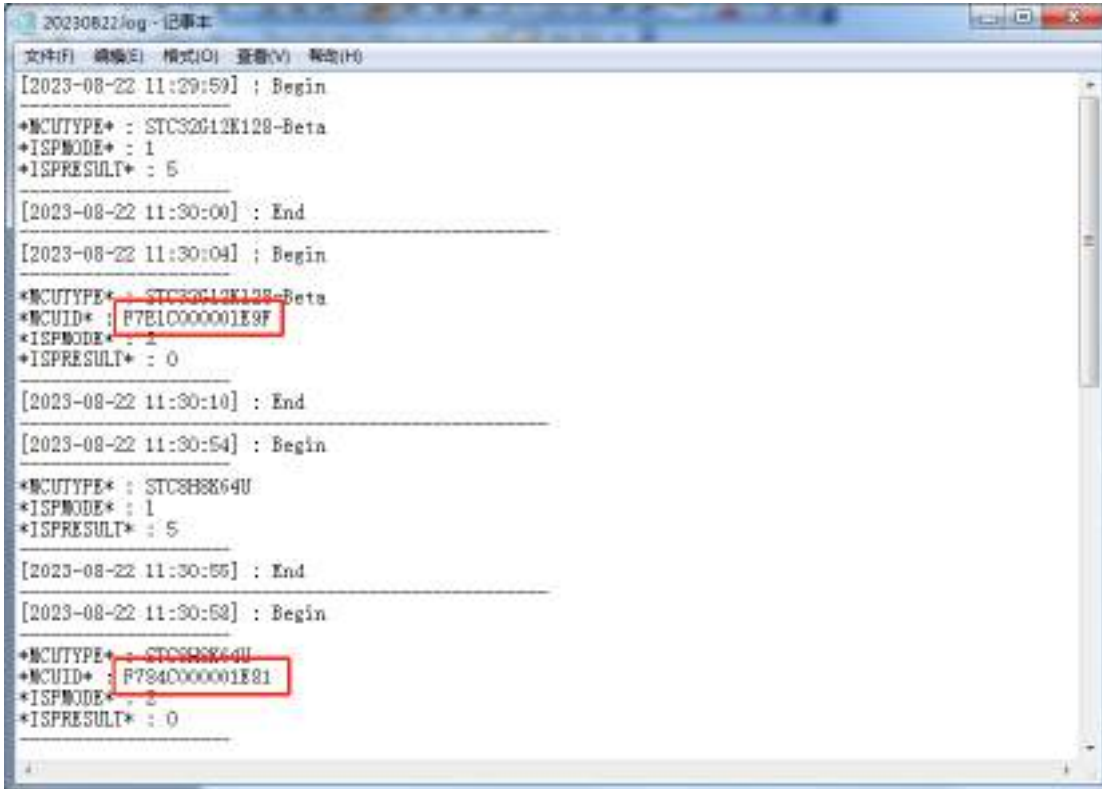 20230822.log - 记事本
文件(F) 编辑(E) 格式(O) 查看(V) 帮助(H)
[2023-08-22 11:29:59] : Begin
---------------------
*MCUTYPE* : STC32G12K128-Beta
*ISPMODE* : 1
*ISPRESULT* : 5
---------------------
[2023-08-22 11:30:00] : End
-----------------------------------------------------
[2023-08-22 11:30:04] : Begin
---------------------
*MCUTYPE* : STC32G12K128-Beta
*MCUID* : F7E1C000001E9F
*ISPMODE* : 2
*ISPRESULT* : 0
---------------------
[2023-08-22 11:30:10] : End
-----------------------------------------------------
[2023-08-22 11:30:54] : Begin
---------------------
*MCUTYPE* : STC8H8K64U
*ISPMODE* : 1
*ISPRESULT* : 5
---------------------
[2023-08-22 11:30:55] : End
-----------------------------------------------------
[2023-08-22 11:30:58] : Begin
---------------------
*MCUTYPE* : STC8H8K64U
*MCUID* : F784C000001E81
*ISPMODE* : 2
*ISPRESULT* : 0
---------------------